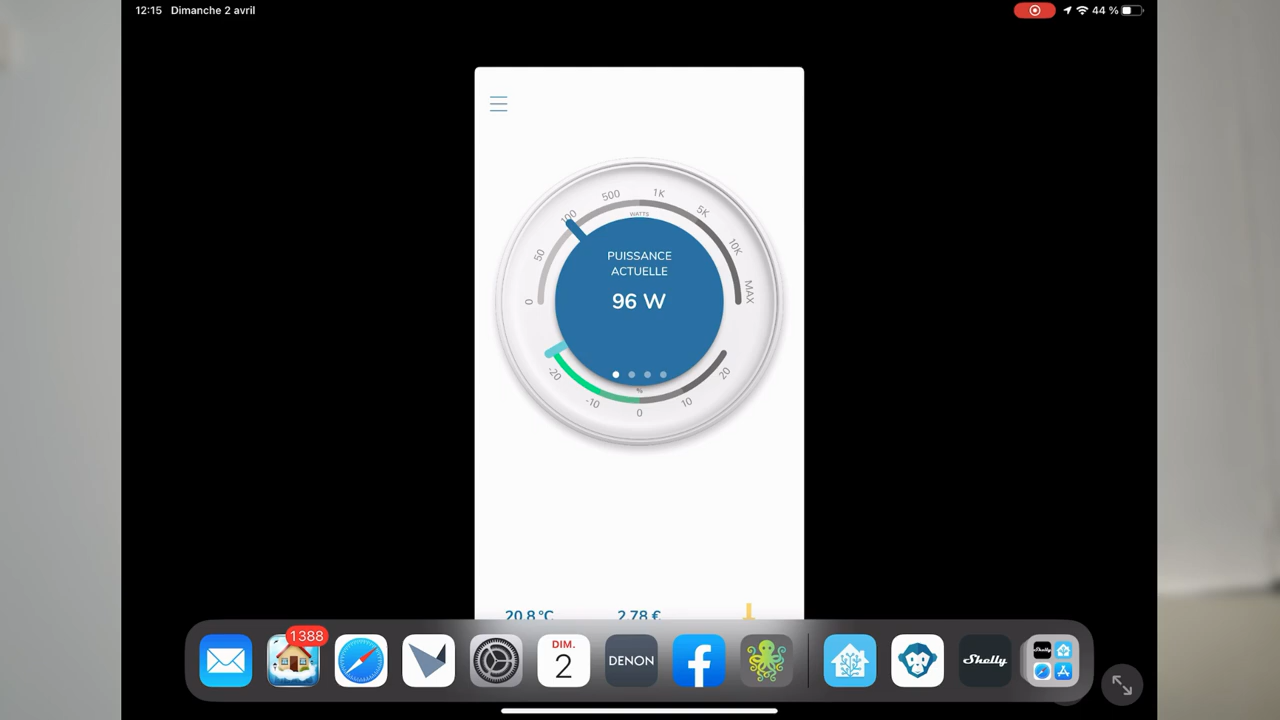 12:15 Dimanche 2 avril
44 %
500
1K
100
5K
WATTS
50
10K
PUISSANCE
ACTUELLE
0
96 W
MAX
-20
20
%
-10
10
0
20.8 °C
2.78 €
1388
DIM.
2
DENON
Shelly
Shelly